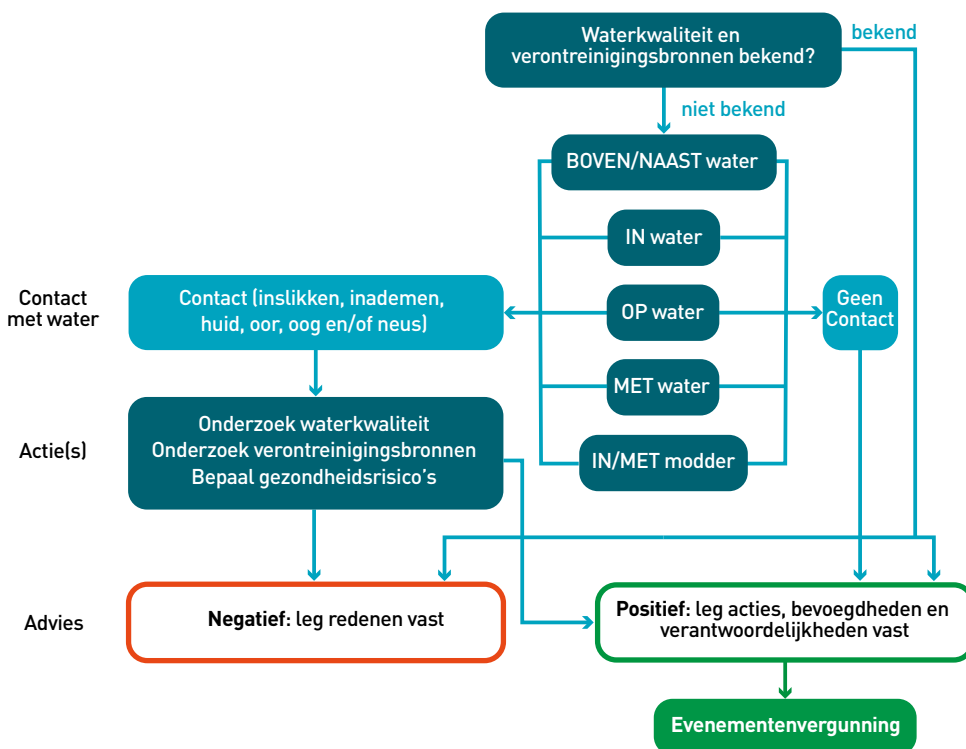 Waterkwaliteit en
verontreinigingsbronnen bekend?
bekend
niet bekend
BOVEN/NAAST water
IN water
Contact
met water
Contact (inslikken, inademen,
huid, oor, oog en/of neus)
OP water
Geen
Contact
MET water
Actie(s)
Onderzoek waterkwaliteit
Onderzoek verontreinigingsbronnen
Bepaal gezondheidsrisico's
IN/MET modder
Advies
Negatief: leg redenen vast
Positief: leg acties, bevoegdheden en
verantwoordelijkheden vast
Evenementenvergunning